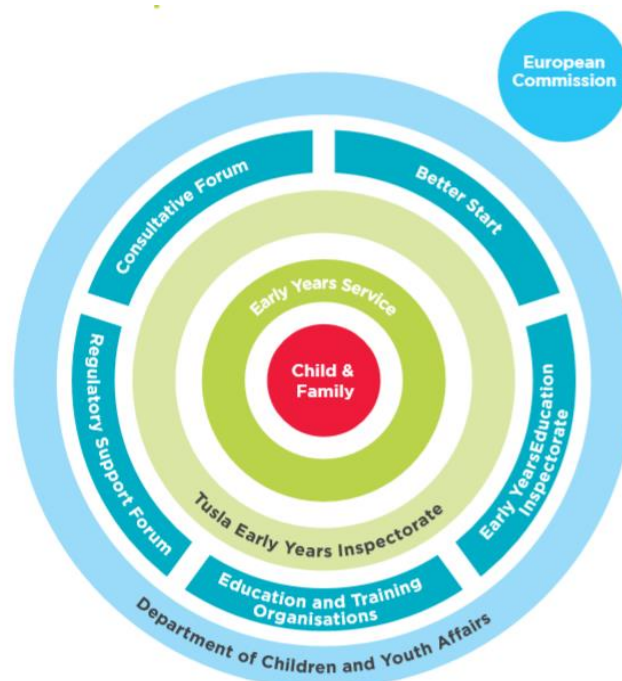 European
Commission
Consultative Forum
Better Start
Early Years Service
Child &
Family
Regulatory Support Forum
Early YearsEducation
Inspectorate
Tusla Early Years Inspectorate
Education and Training
Organisations
Department of Children and Youth Affairs